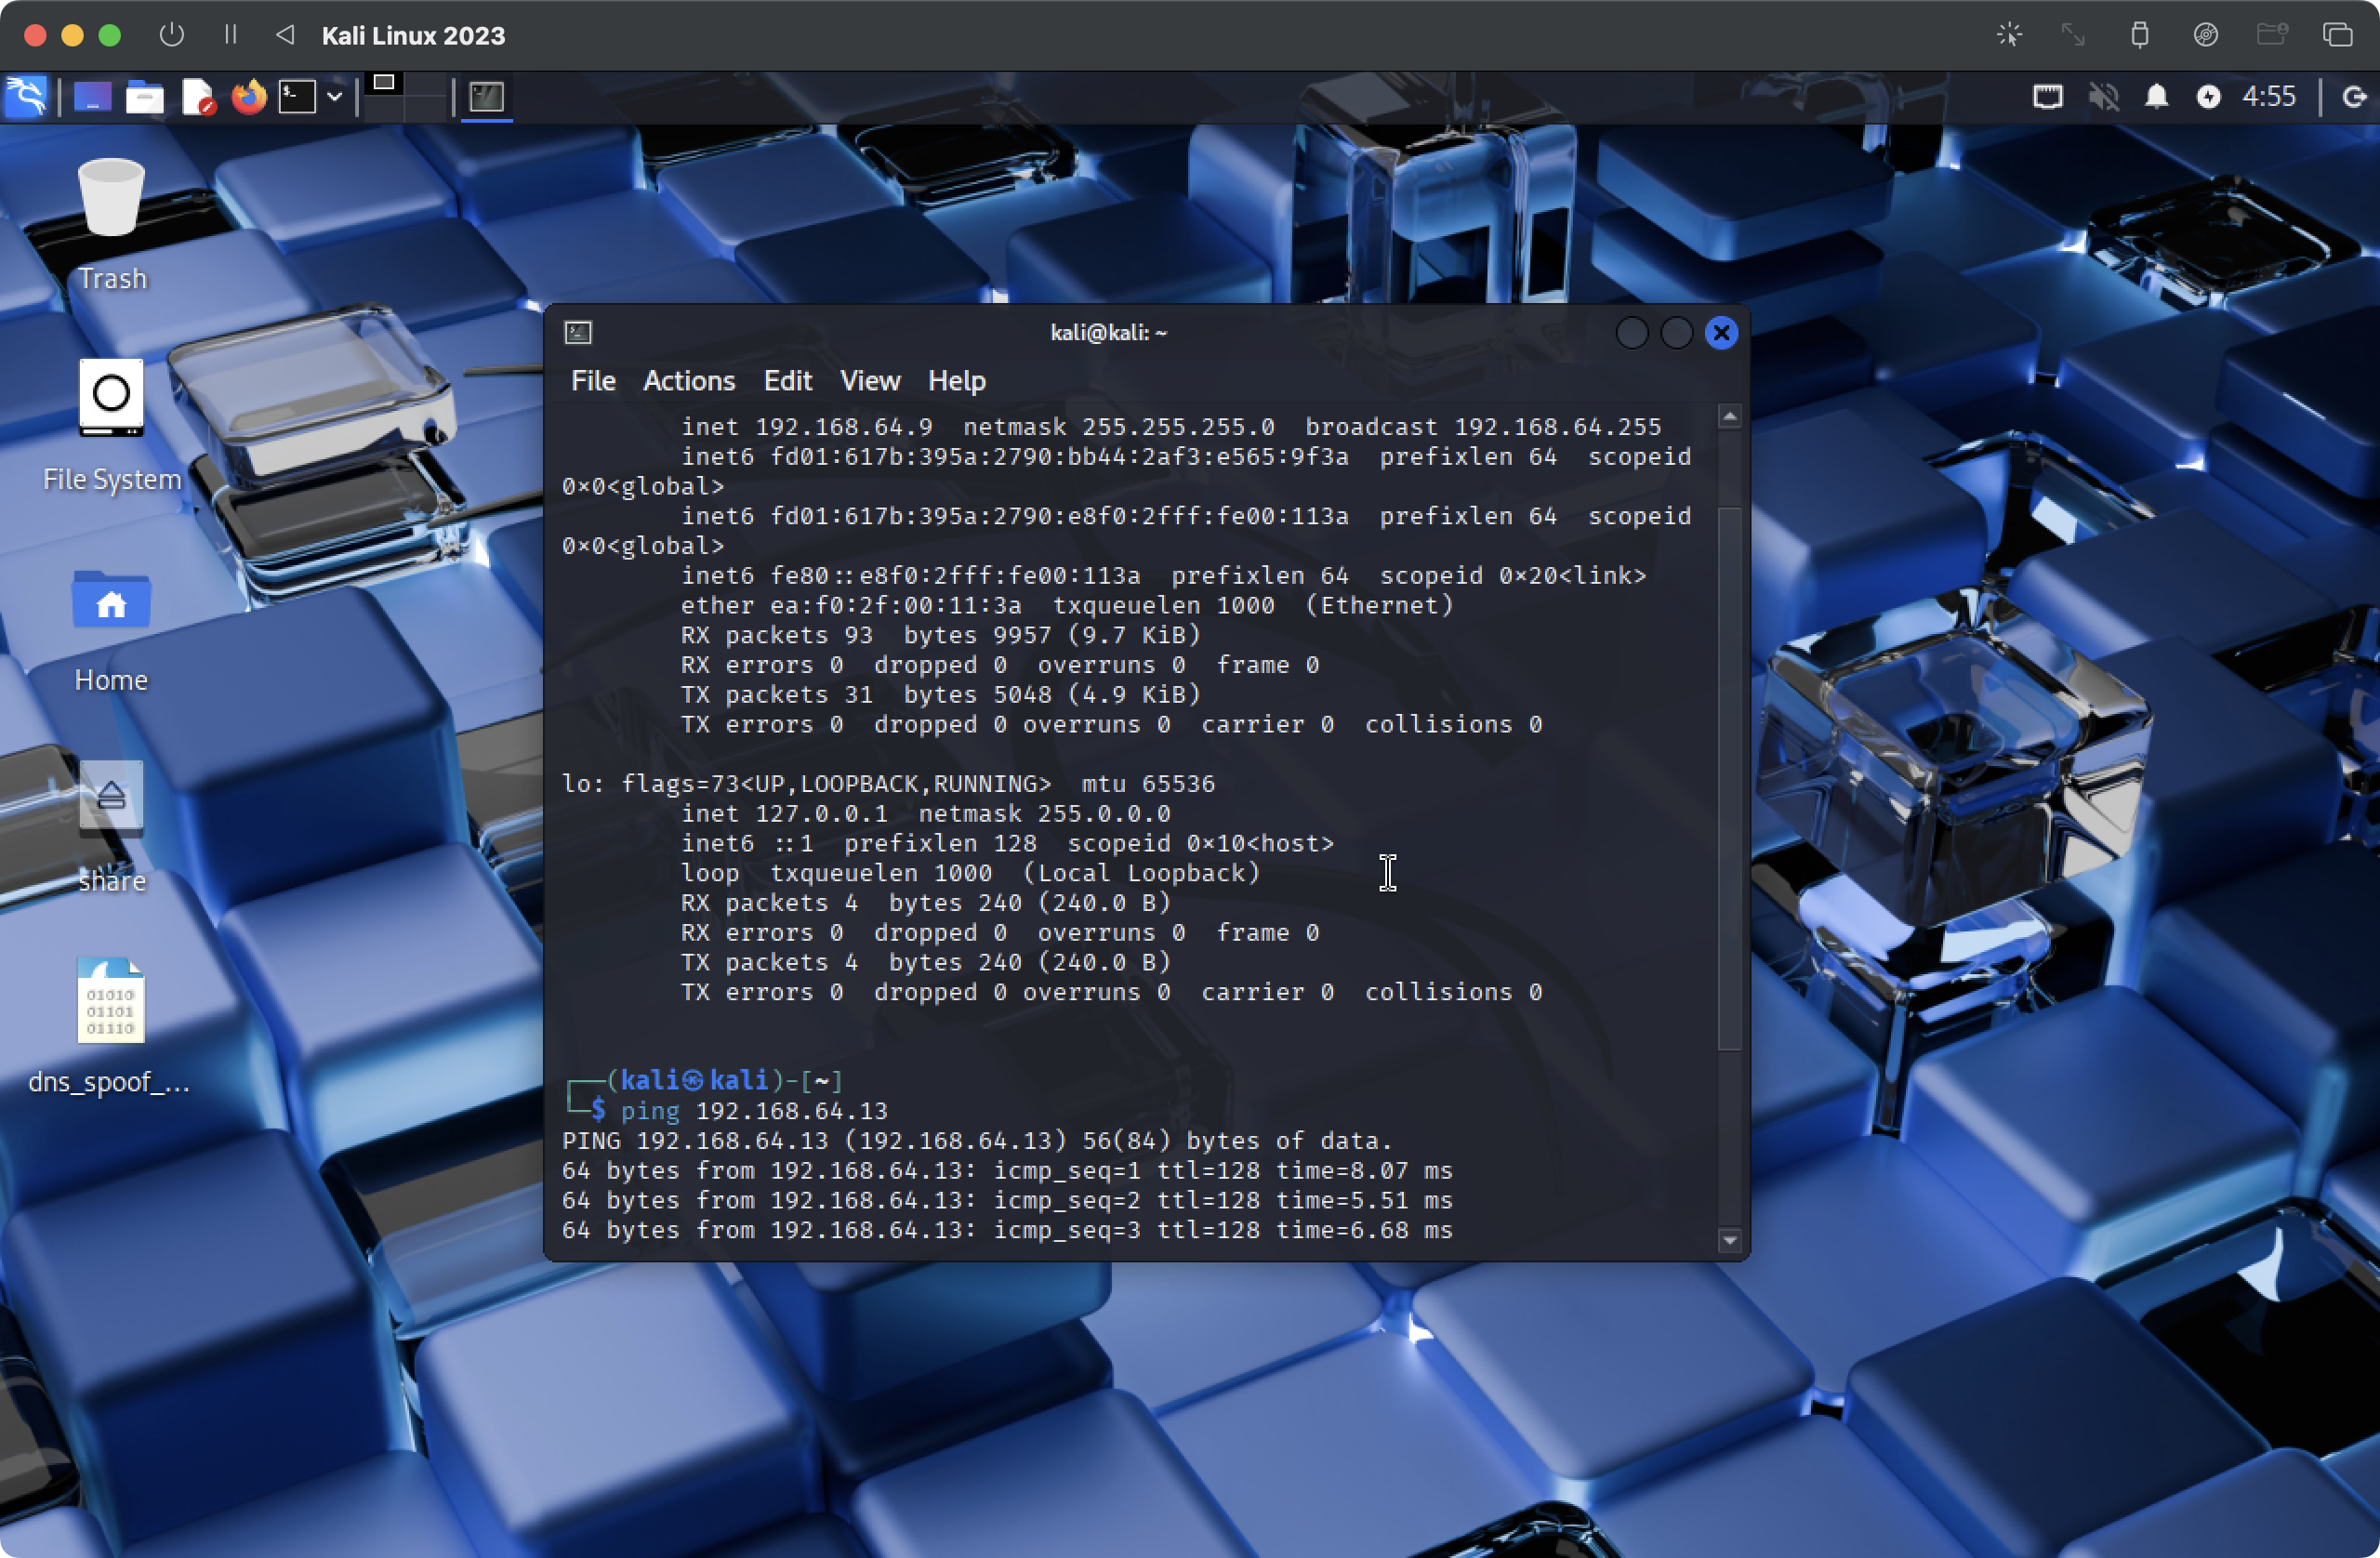 Kali Linux 2023
4:55
Trash
File System
Home
share
01010
01101
01110
dns_spoof_...
kali@kali: ~
File Actions Edit View Help
inet 192.168.64.9 netmask 255.255.255.0 broadcast 192.168.64.255
inet6 fd01:617b:395a:2790:bb44:2af3:e565:9f3a prefixlen 64 scopeid
0×0<global>
inet6 fd01:617b:395a:2790:e8f0:2fff:fe00:113a prefixlen 64 scopeid
0×0<global>
inet6 fe80::e8f0:2fff:fe00:113a prefixlen 64 scopeid 0×20<link>
ether ea:f0:2f:00:11:3a txqueuelen 1000 (Ethernet)
RX packets 93 bytes 9957 (9.7 KiB)
RX errors 0 dropped 0 overruns 0 frame 0
TX packets 31 bytes 5048 (4.9 KiB)
TX errors 0 dropped 0 overruns 0 carrier 0 collisions 0
lo: flags=73<UP,LOOPBACK,RUNNING> mtu 65536
inet 127.0.0.1 netmask 255.0.0.0
inet6 ::1 prefixlen 128 scopeid 0×10<host>
loop txqueuelen 1000 (Local Loopback)
RX packets 4 bytes 240 (240.0 B)
RX errors 0 dropped 0 overruns 0 frame 0
TX packets 4 bytes 240 (240.0 B)
TX errors 0 dropped 0 overruns 0 carrier 0 collisions 0
┌──(kali㉿kali)-[~]
└─$ ping 192.168.64.13
PING 192.168.64.13 (192.168.64.13) 56(84) bytes of data.
64 bytes from 192.168.64.13: icmp_seq=1 ttl=128 time=8.07 ms
64 bytes from 192.168.64.13: icmp_seq=2 ttl=128 time=5.51 ms
64 bytes from 192.168.64.13: icmp_seq=3 ttl=128 time=6.68 ms